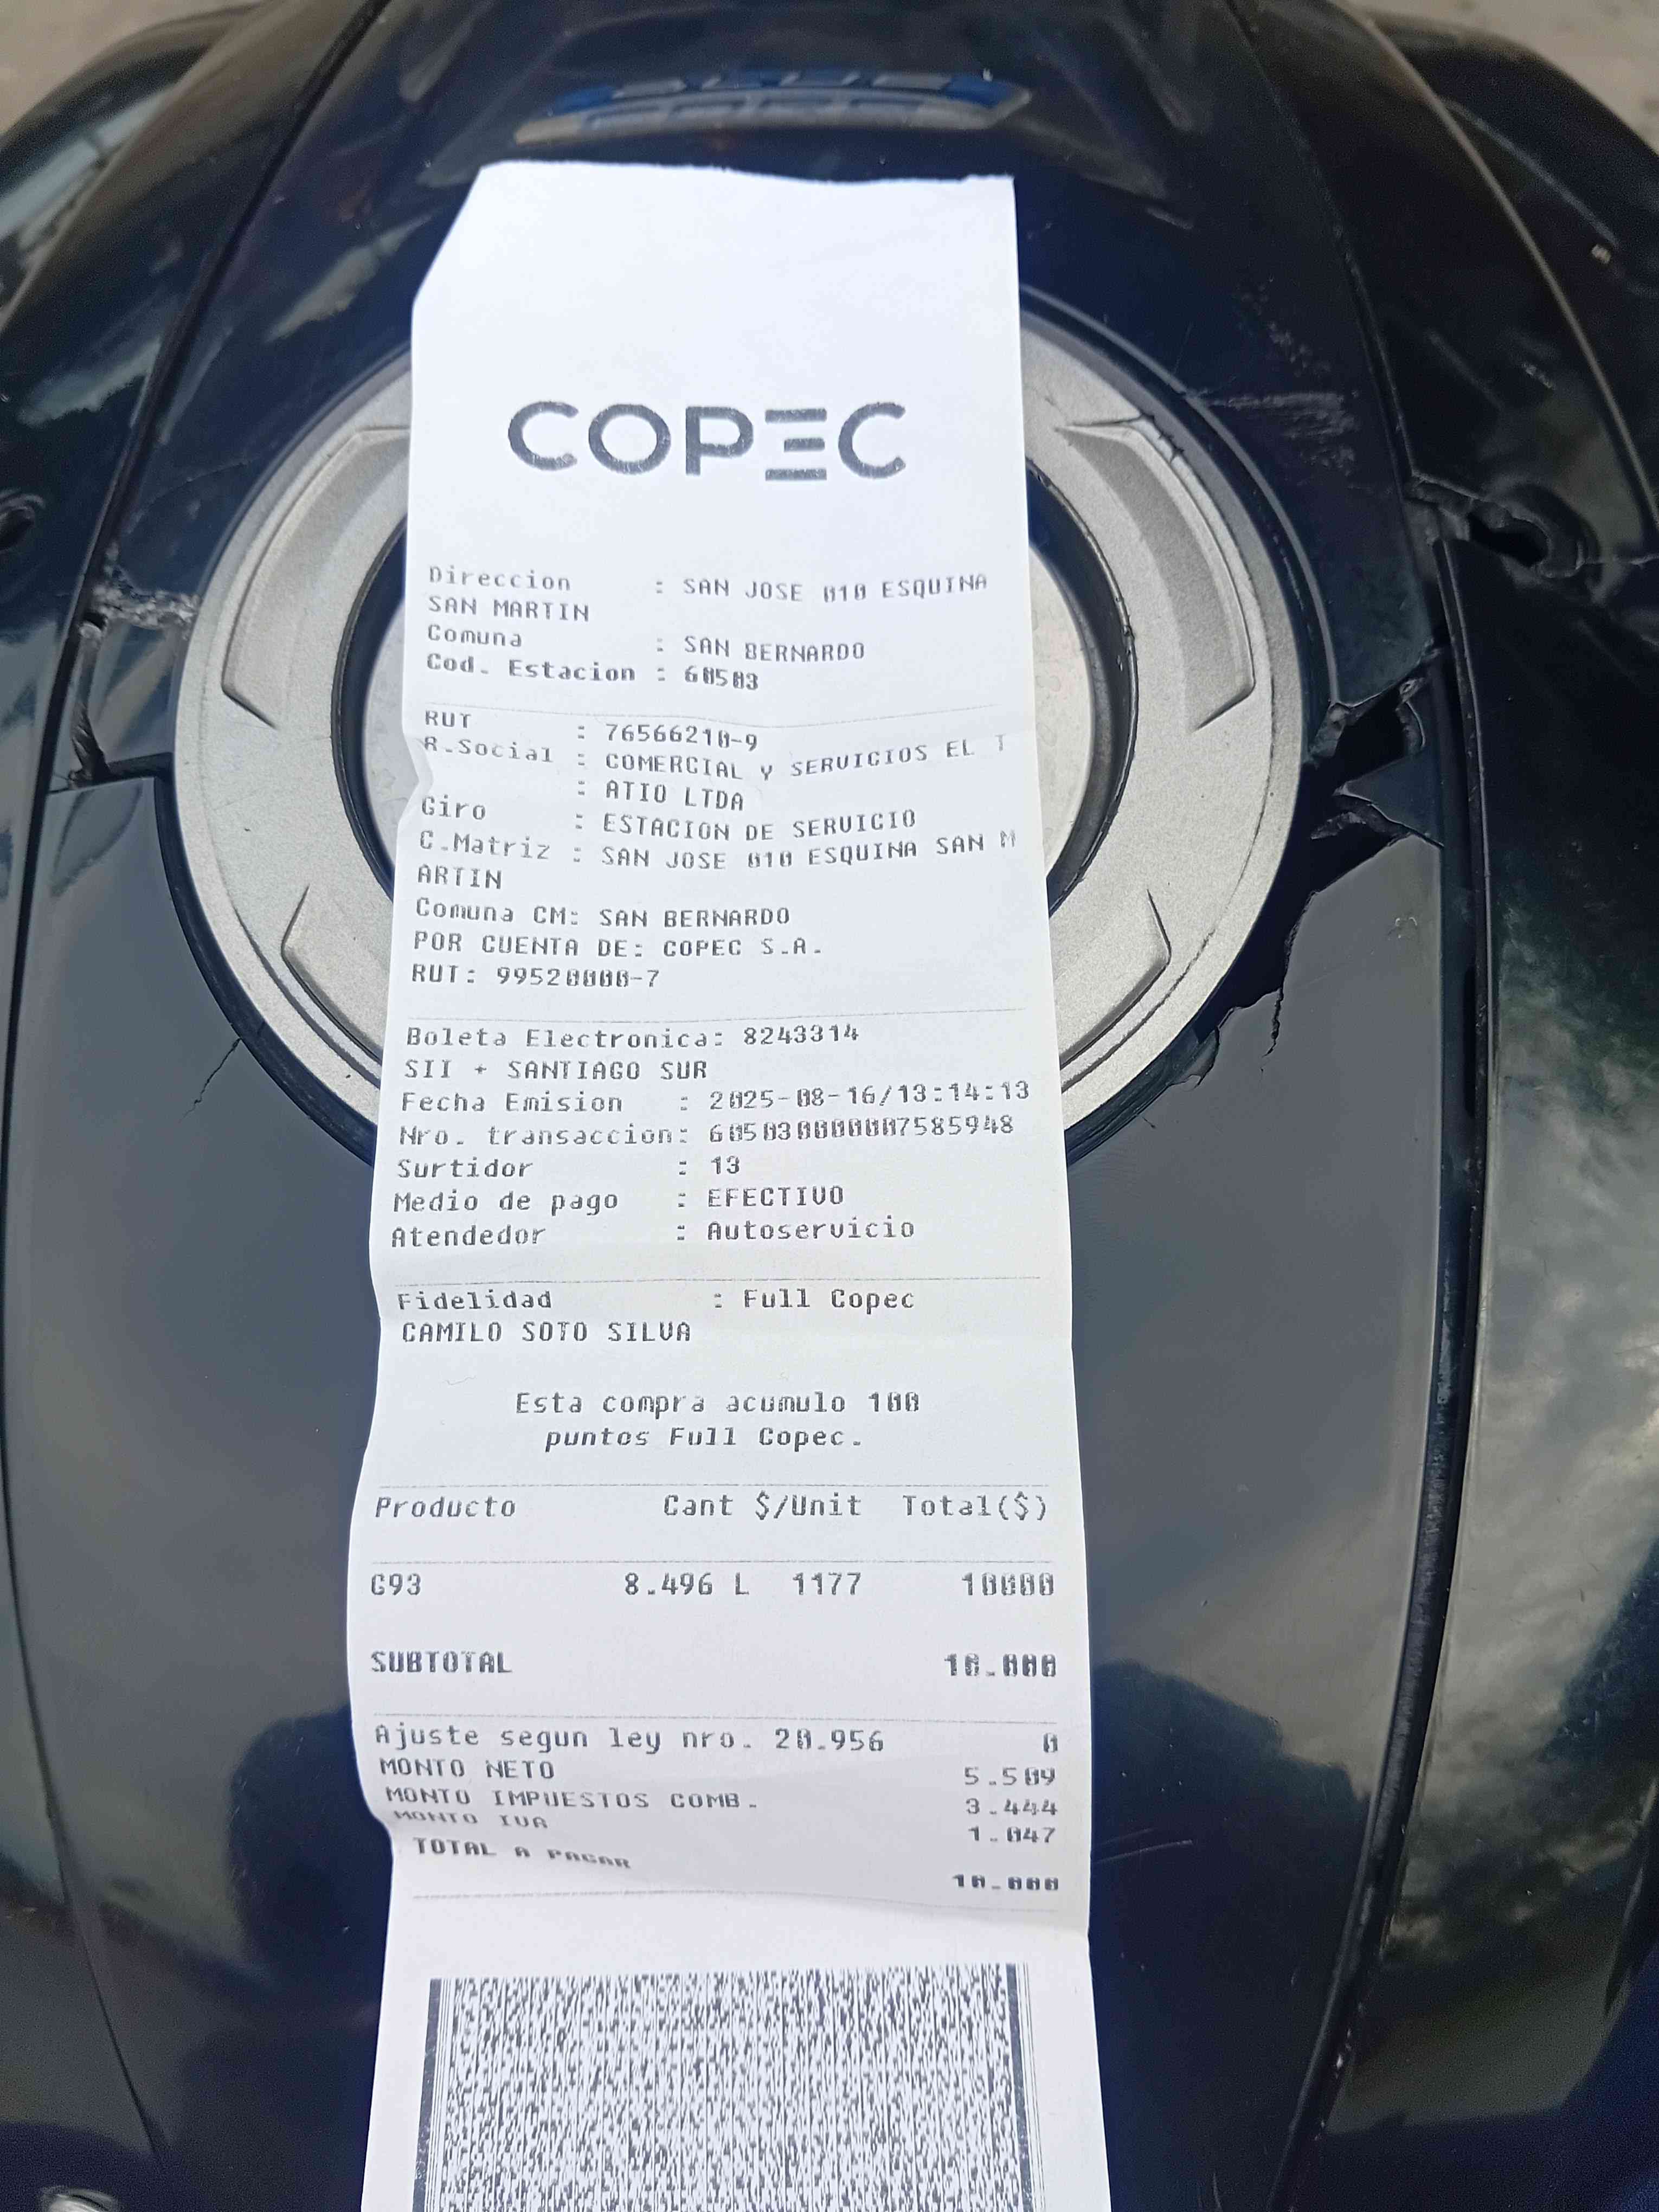 COPEC
Direccion : SAN JOSE 010 ESQUINA
SAN MARTIN
Comuna : SAN BERNARDO
Cod. Estacion : 60503
RUT : 76566210-9
R.Social : COMERCIAL Y SERVICIOS EL T
: ATIO LTDA
Giro : ESTACION DE SERVICIO
C.Matriz : SAN JOSE 010 ESQUINA SAN M
ARTIN
Comuna CM: SAN BERNARDO
POR CUENTA DE: COPEC S.A.
RUT: 99520000-7
Boleta Electronica: 8243314
SII + SANTIAGO SUR
Fecha Emision : 2025-08-16/13:14:13
Nro. transaccion: 6050300000007585948
Surtidor : 13
Medio de pago : EFECTIVO
Atendedor : Autoservicio
Fidelidad : Full Copec
CAMILO SOTO SILVA
Esta compra acumulo 100
puntos Full Copec.
Producto Cant $/Unit Total($)
G93 8.496 L 1177 10000
SUBTOTAL 10.000
Ajuste segun ley nro. 20.956 0
MONTO NETO 5.509
MONTO IMPUESTOS COMB. 3.444
MONTO IVA 1.047
TOTAL A PAGAR 10.000